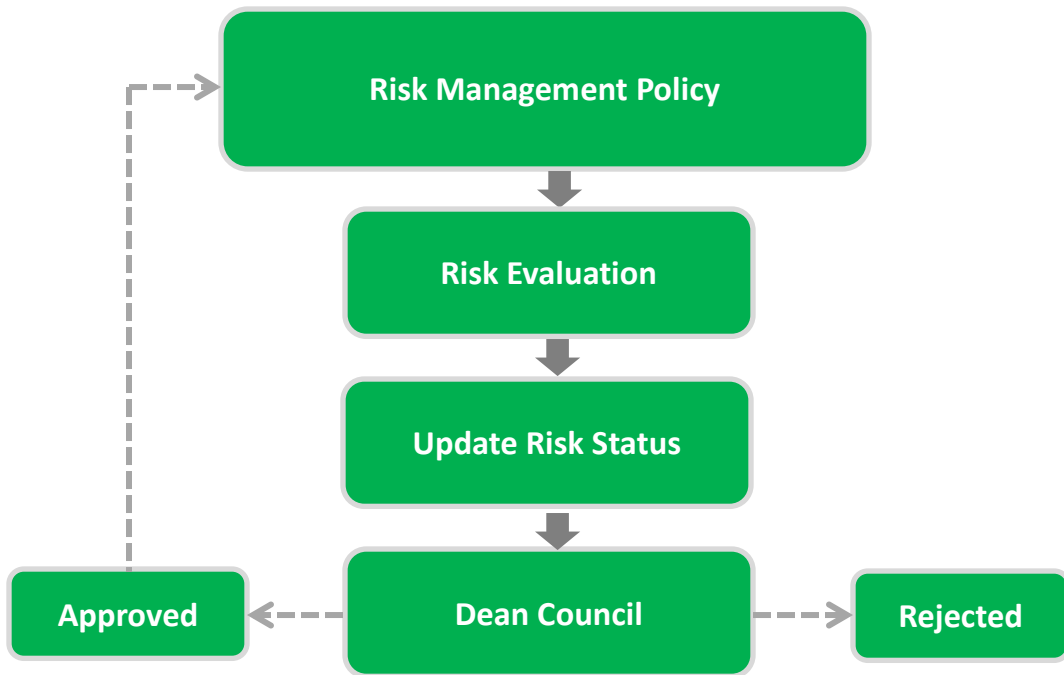 Risk Management Policy
Risk Evaluation
Update Risk Status
Approved
Dean Council
Rejected